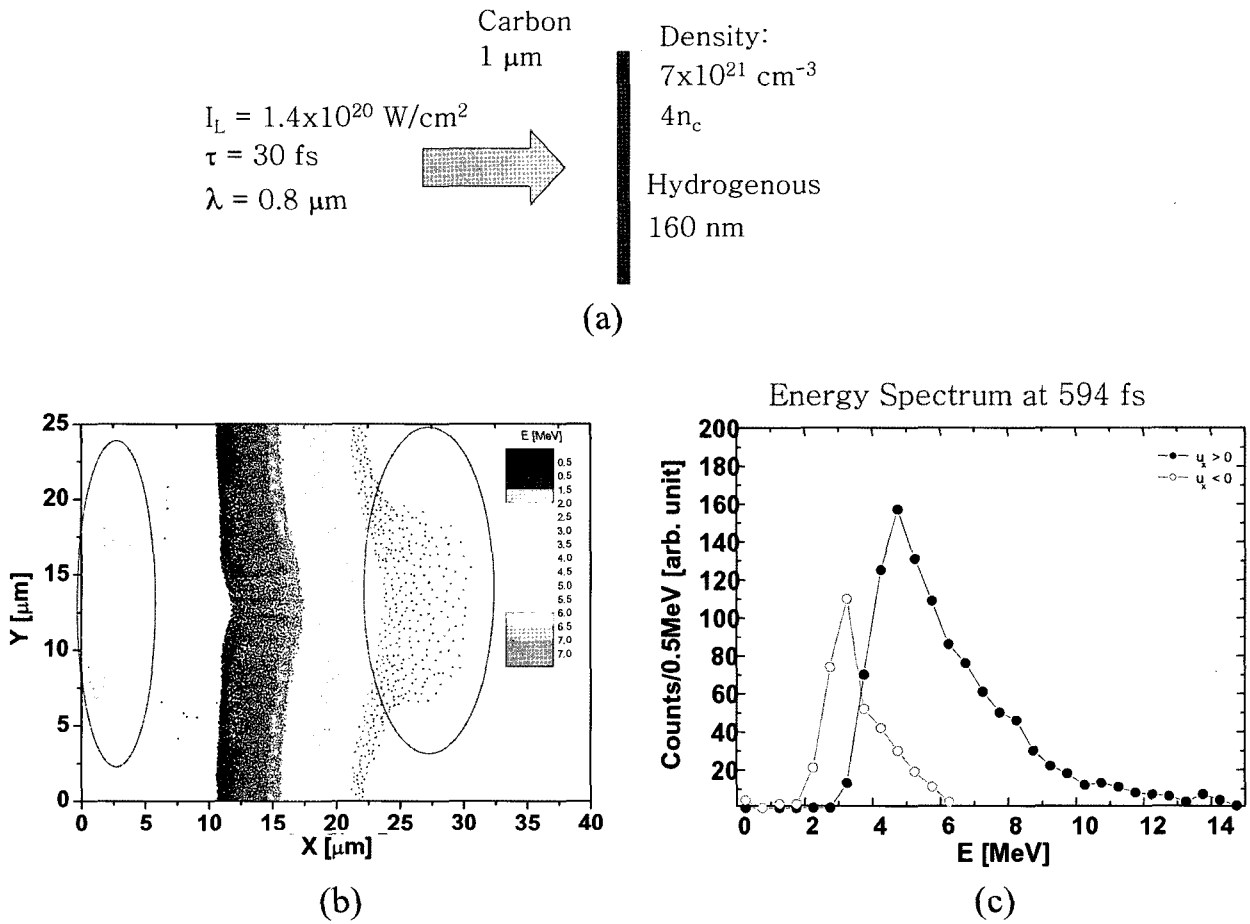 Carbon
1 μm
Density:
7x10²¹ cm⁻³
4n_c
I_L = 1.4x10²⁰ W/cm²
τ = 30 fs
λ = 0.8 μm
Hydrogenous
160 nm
(a)
25
20
15
10
5
0
Y [μm]
0 5 10 15 20 25 30 35 40
X [μm]
E [MeV]
0.5
0.5
1.5
2.0
2.5
3.0
3.5
4.0
4.5
5.0
5.5
6.0
6.5
7.0
(b)
Energy Spectrum at 594 fs
200
180
160
140
120
100
80
60
40
20
Counts/0.5MeV [arb. unit]
0 2 4 6 8 10 12 14
E [MeV]
u_x > 0
u_x < 0
(c)